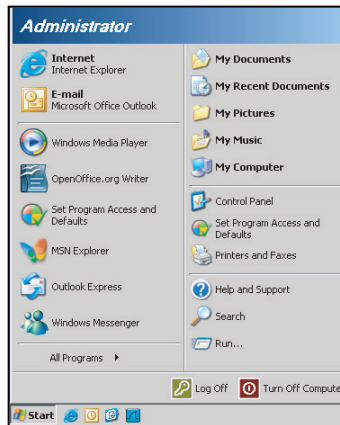 Administrator
Internet
Internet Explorer
E-mail
Microsoft Office Outlook
Windows Media Player
OpenOffice.org Writer
Set Program Access and
Defaults
MSN Explorer
Outlook Express
Windows Messenger
All Programs
My Documents
My Recent Documents
My Pictures
My Music
My Computer
Control Panel
Set Program Access and
Defaults
Printers and Faxes
Help and Support
Search
Run...
Log Off
Turn Off Compute
Start